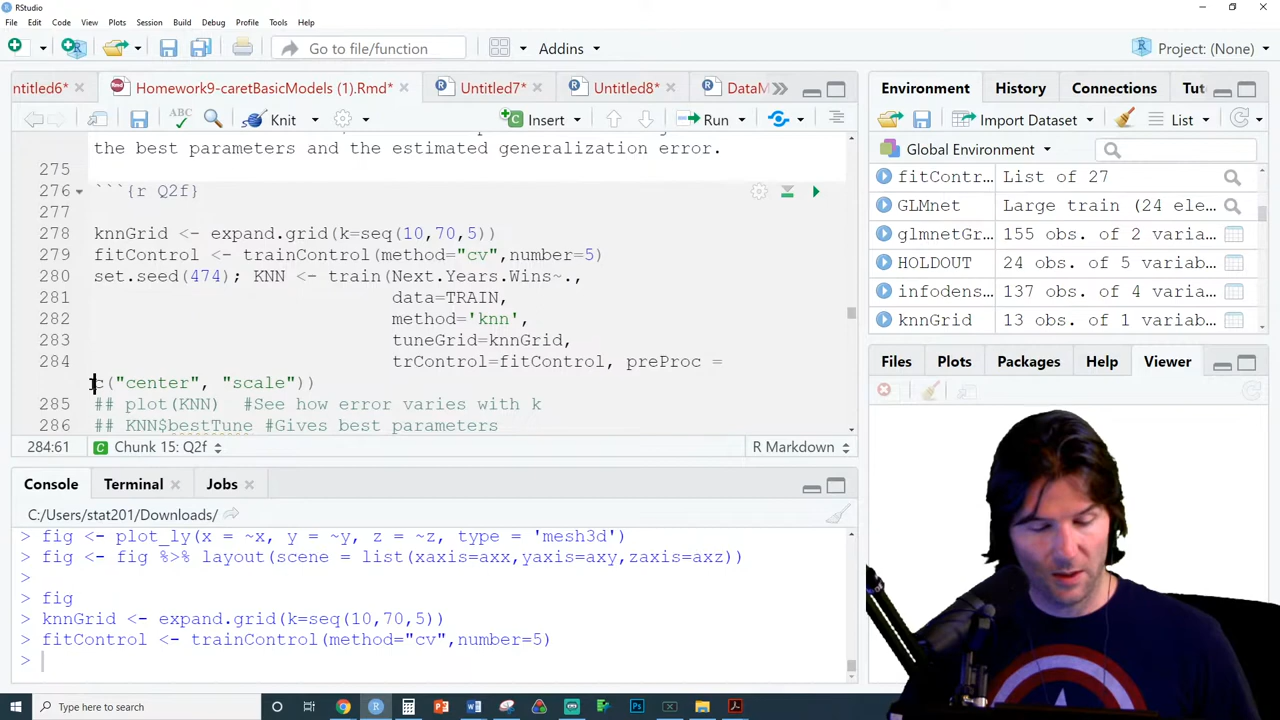 RStudio
File Edit Code View Plots Session Build Debug Profile Tools Help
Go to file/function
Addins
Project: (None)
ntitled6*
Homework9-caretBasicModels (1).Rmd*
Untitled7*
Untitled8*
DataM
ABC
Knit
Insert
Run
the best parameters and the estimated generalization error.
275
276 ```{r Q2f}
277
278 knnGrid <- expand.grid(k=seq(10,70,5))
279 fitControl <- trainControl(method="cv",number=5)
280 set.seed(474); KNN <- train(Next.Years.Wins~.,
281 data=TRAIN,
282 method='knn',
283 tuneGrid=knnGrid,
284 trControl=fitControl, preProc =
c("center", "scale"))
285 ## plot(KNN) #See how error varies with k
286 ## KNN$bestTune #Gives best parameters
284:61 Chunk 15: Q2f R Markdown
Console Terminal Jobs
C:/Users/stat201/Downloads/
> fig <- plot_ly(x = ~x, y = ~y, z = ~z, type = 'mesh3d')
> fig <- fig %>% layout(scene = list(xaxis=axx,yaxis=axy,zaxis=axz))
>
> fig
> knnGrid <- expand.grid(k=seq(10,70,5))
> fitControl <- trainControl(method="cv",number=5)
>
Environment History Connections Tut
Import Dataset List
Global Environment
fitContr... List of 27
GLMnet Large train (24 ele...
glmnetGr... 155 obs. of 2 variab...
HOLDOUT 24 obs. of 5 variab...
infodens... 137 obs. of 4 variab...
knnGrid 13 obs. of 1 variab...
Files Plots Packages Help Viewer
Type here to search